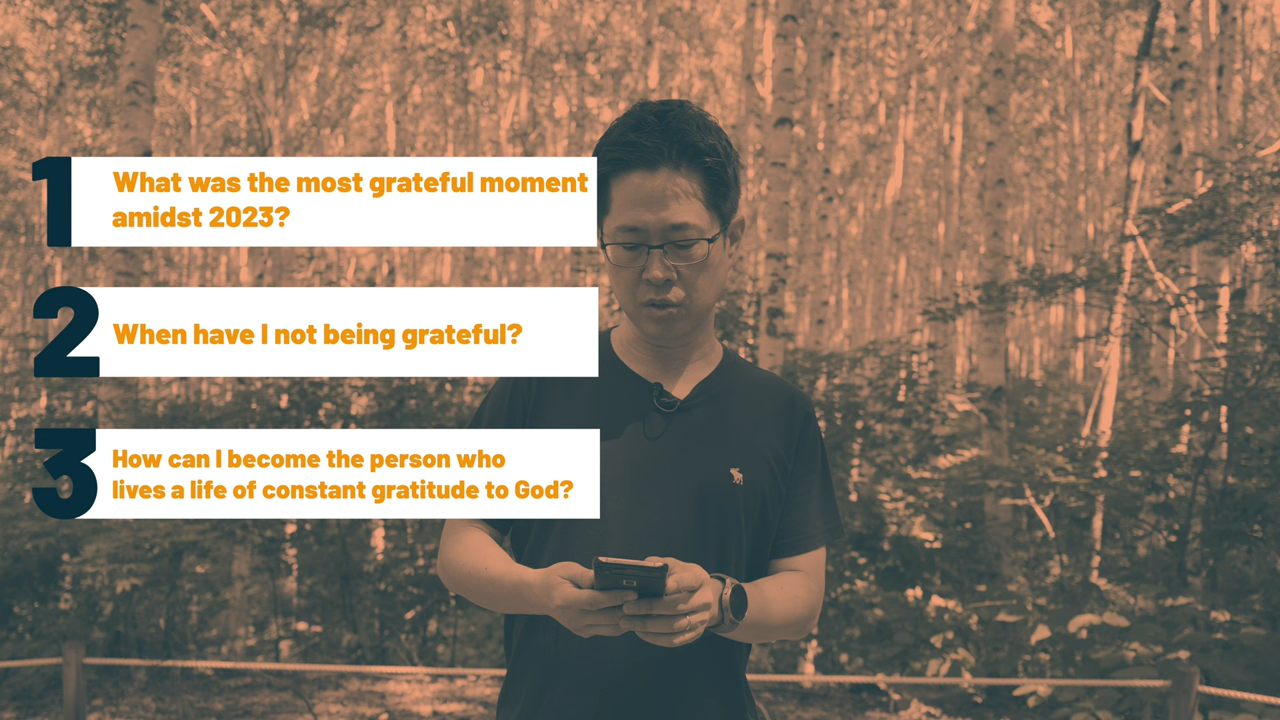 1
What was the most grateful moment
amidst 2023?
2
When have I not being grateful?
3
How can I become the person who
lives a life of constant gratitude to God?